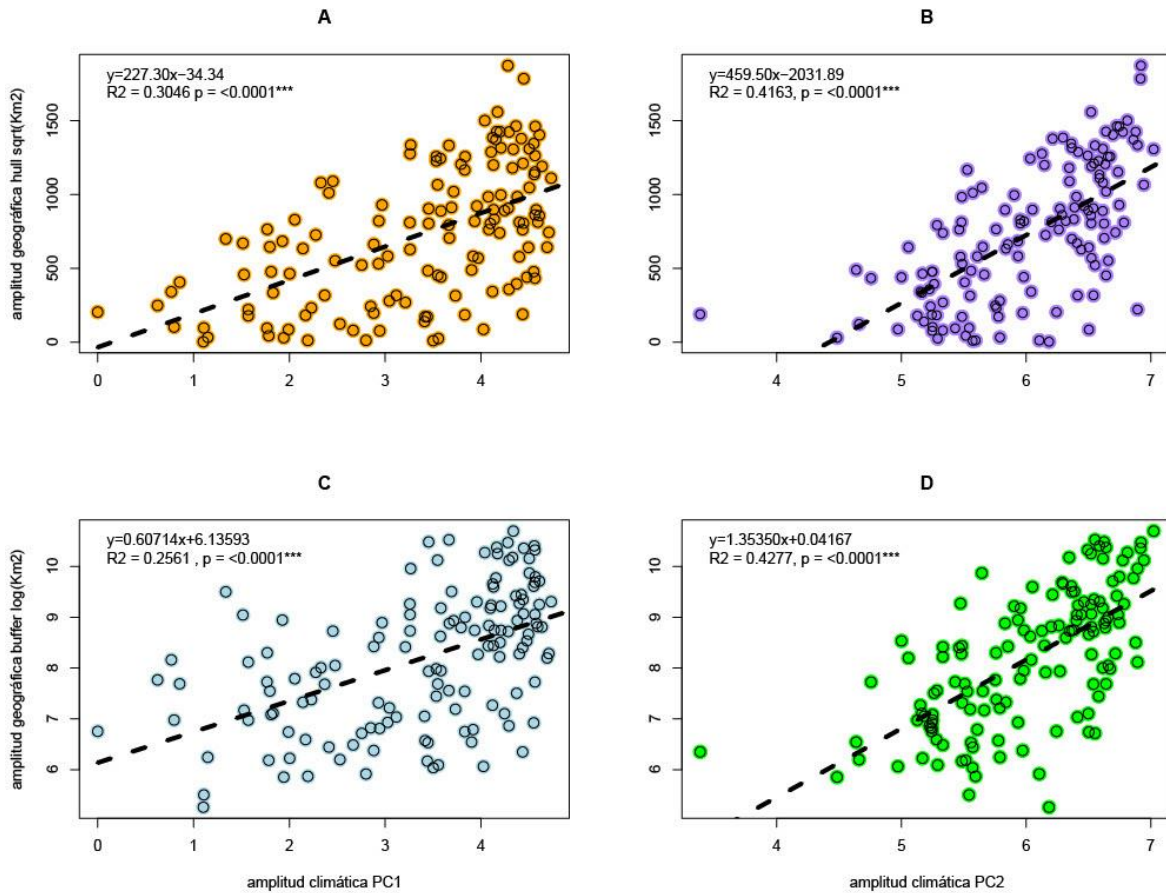 A
y=227.30x−34.34
R2 = 0.3046 p = <0.0001***
amplitud geográfica hull sqrt(Km2)
1500
1000
500
0
0 1 2 3 4
B
y=459.50x−2031.89
R2 = 0.4163, p = <0.0001***
1500
1000
500
0
4 5 6 7
C
y=0.60714x+6.13593
R2 = 0.2561 , p = <0.0001***
amplitud geográfica buffer log(Km2)
10
9
8
7
6
0 1 2 3 4
amplitud climática PC1
D
y=1.35350x+0.04167
R2 = 0.4277, p = <0.0001***
10
9
8
7
6
4 5 6 7
amplitud climática PC2